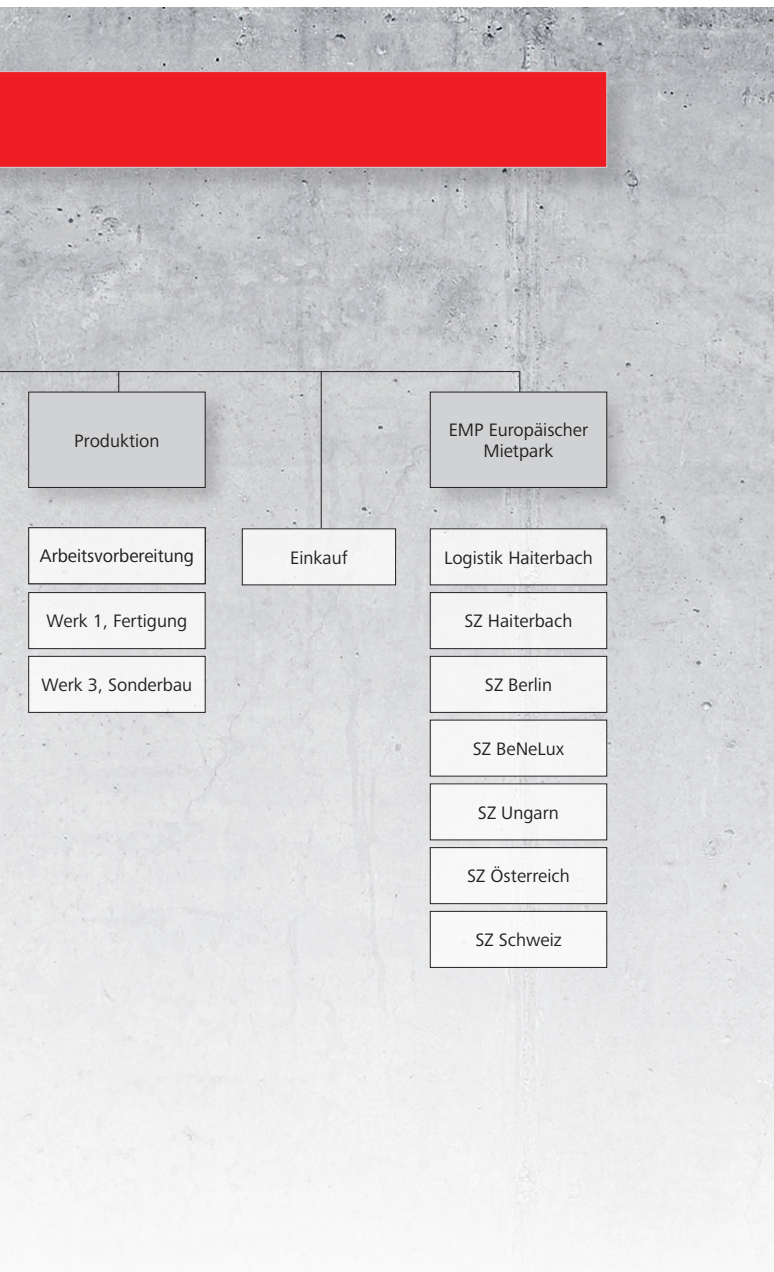 Produktion
Arbeitsvorbereitung
Werk 1, Fertigung
Werk 3, Sonderbau
Einkauf
EMP Europäischer
Mietpark
Logistik Haiterbach
SZ Haiterbach
SZ Berlin
SZ BeNeLux
SZ Ungarn
SZ Österreich
SZ Schweiz